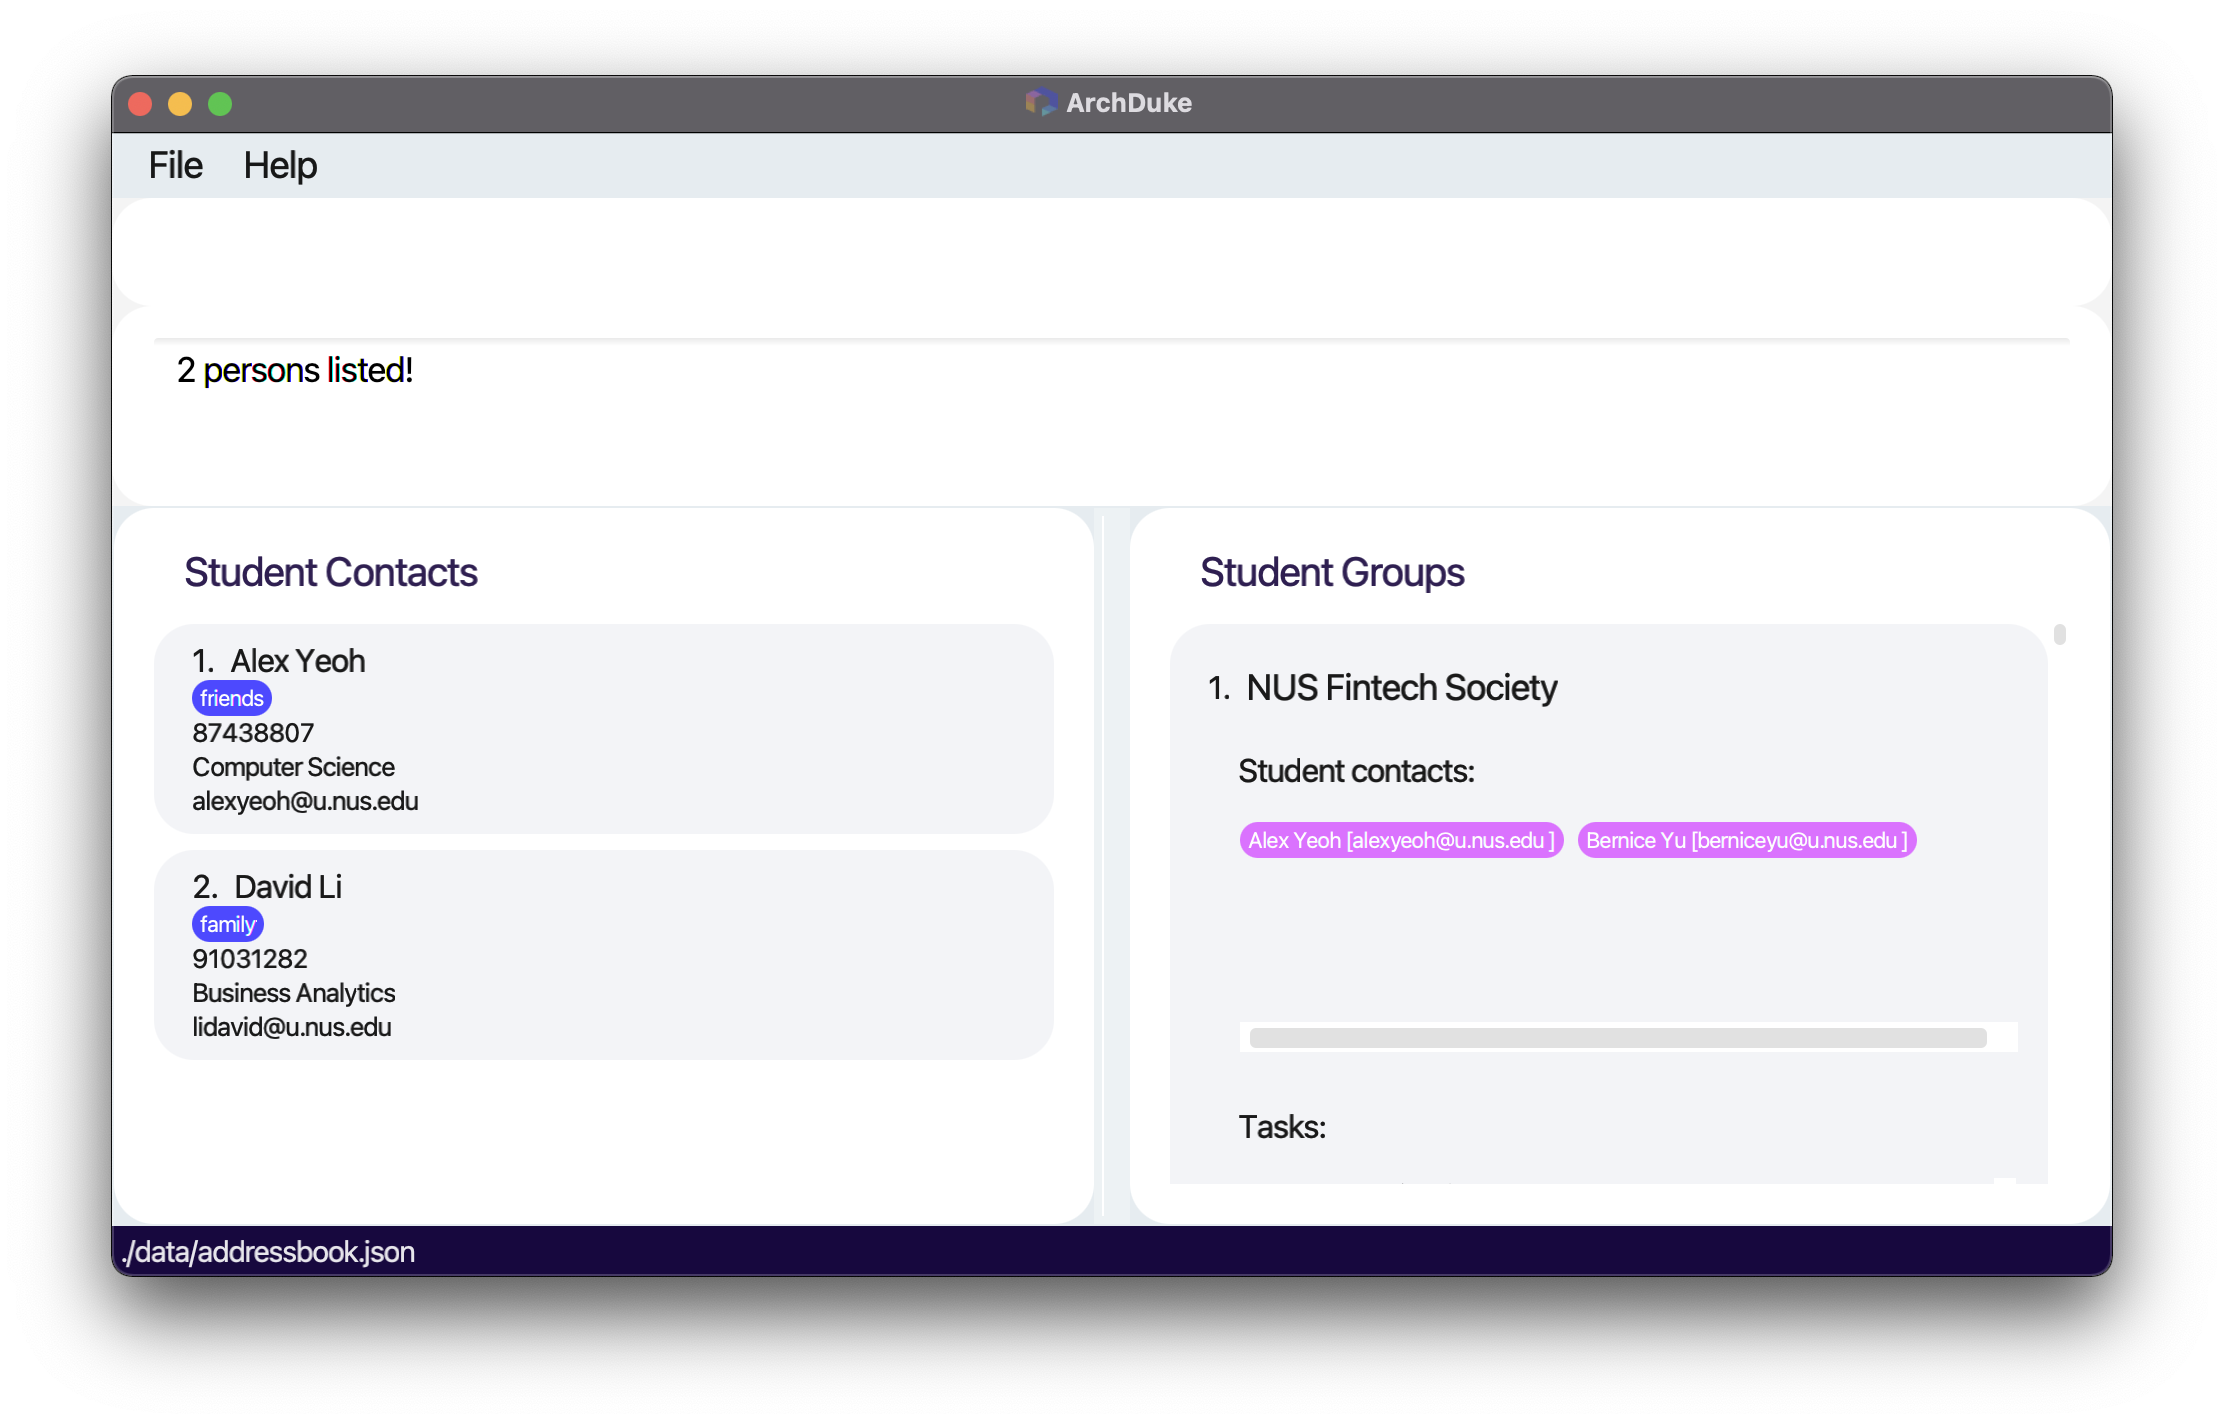 ArchDuke
File Help
2 persons listed!
Student Contacts
1. Alex Yeoh
friends
87438807
Computer Science
alexyeoh@u.nus.edu
2. David Li
family
91031282
Business Analytics
lidavid@u.nus.edu
Student Groups
1. NUS Fintech Society
Student contacts:
Alex Yeoh [alexyeoh@u.nus.edu ] Bernice Yu [berniceyu@u.nus.edu ]
Tasks:
./data/addressbook.json